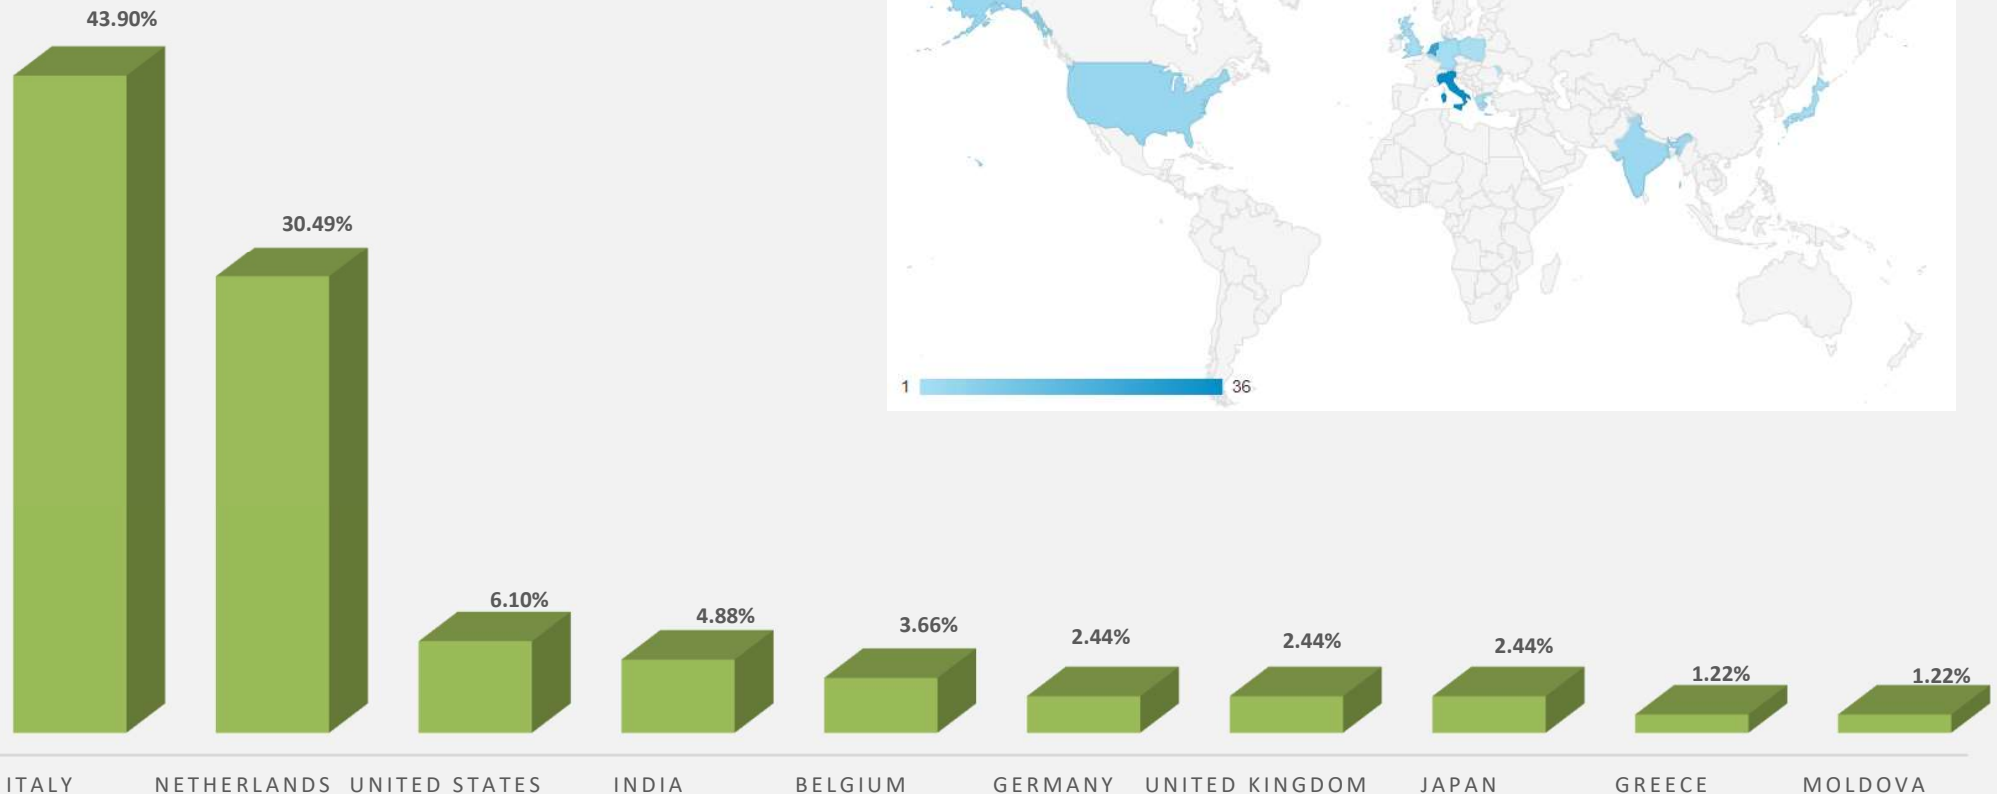 43.90%
30.49%
6.10%
4.88%
3.66%
2.44%
2.44%
2.44%
1.22%
1.22%
ITALY
NETHERLANDS
UNITED STATES
INDIA
BELGIUM
GERMANY
UNITED KINGDOM
JAPAN
GREECE
MOLDOVA
1
36